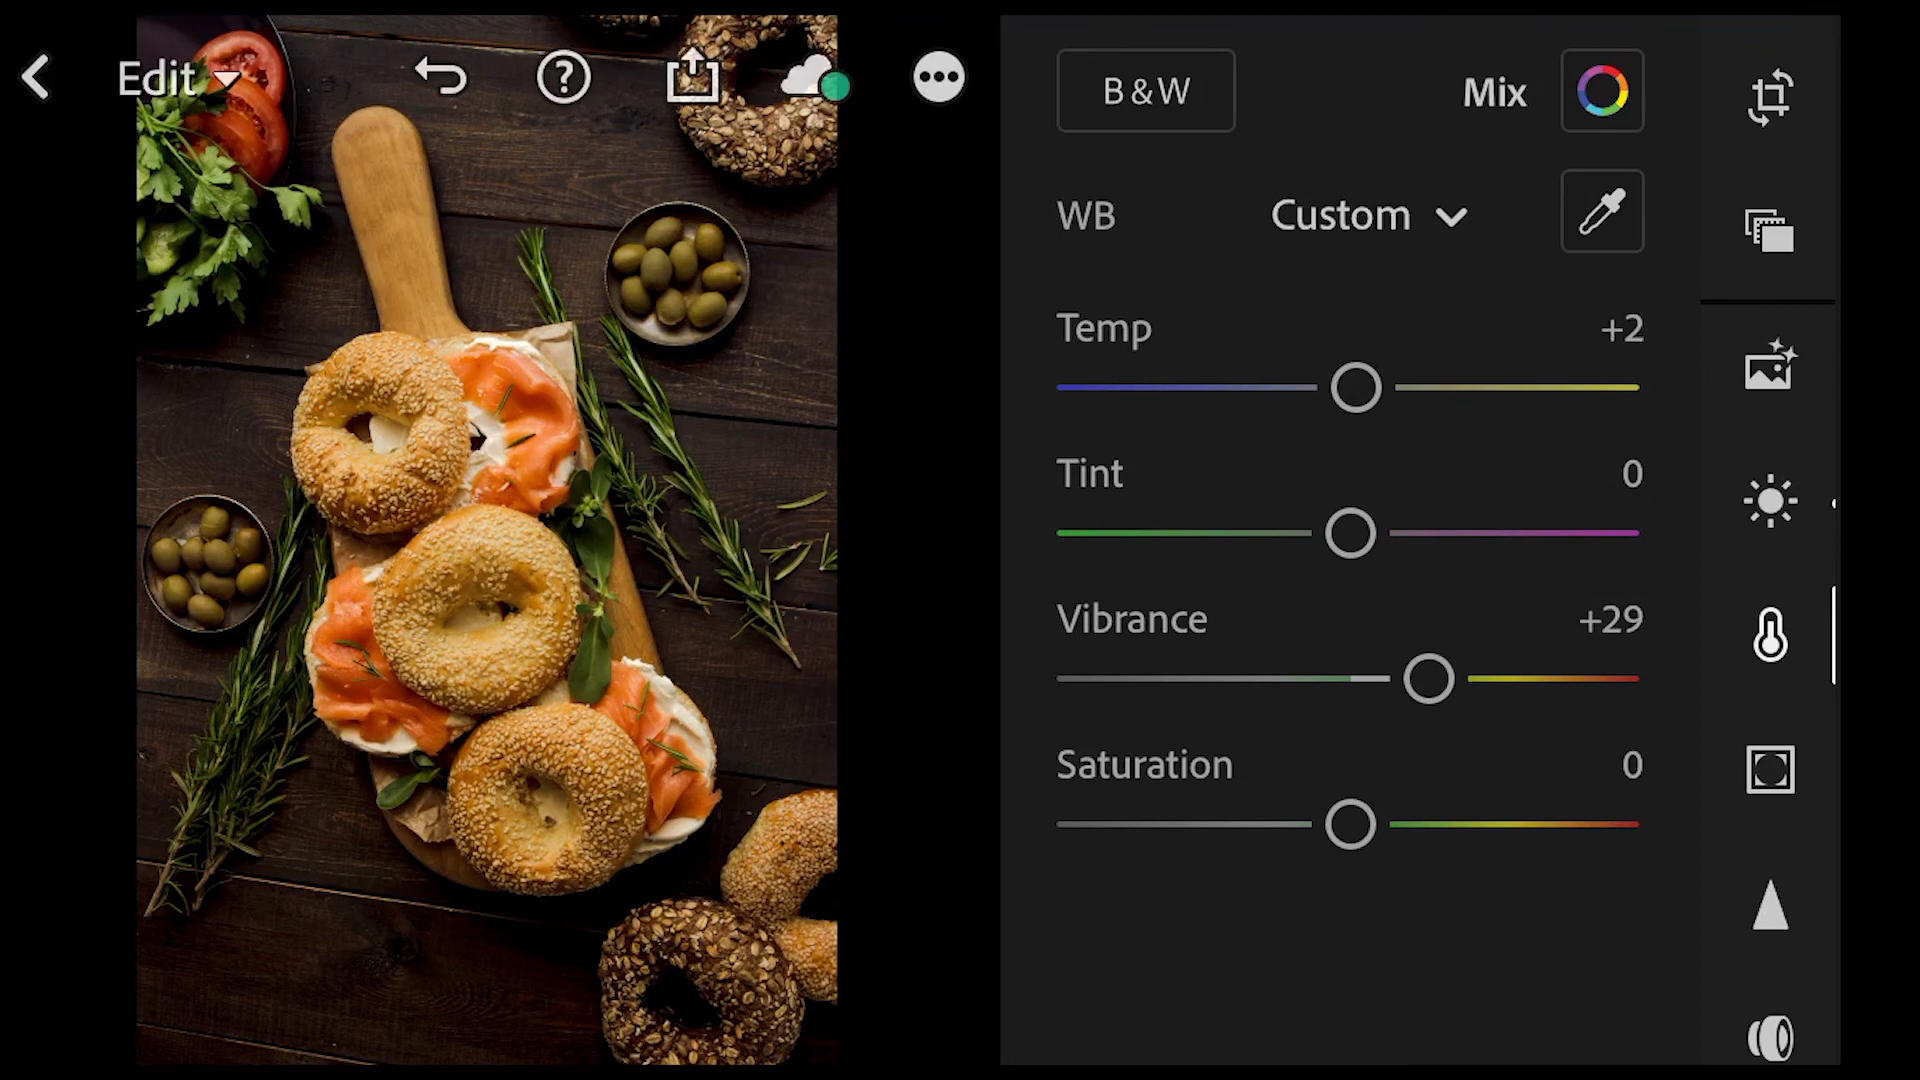 Edit
B&W
Mix
WB
Custom
Temp
+2
Tint
0
Vibrance
+29
Saturation
0